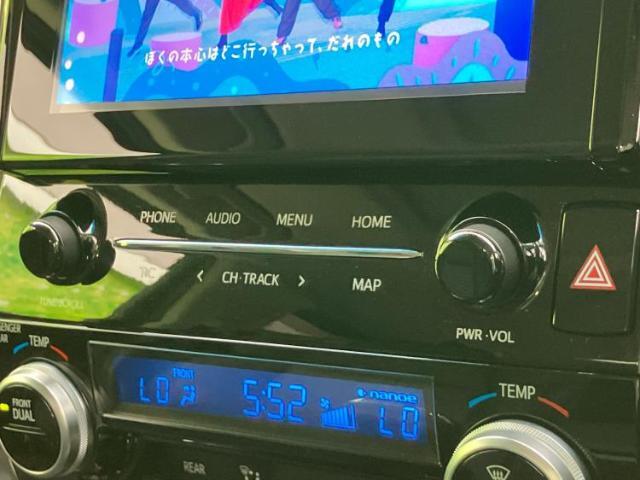 ぼくの本心はどこ行っちゃって、だれのもの
PHONE AUDIO MENU HOME
TUNE/SCROLL
< CH·TRACK > MAP
PWR·VOL
TEMP
FRONT
DUAL
FRONT
LO 5:52 nanoe LO
TEMP
REAR